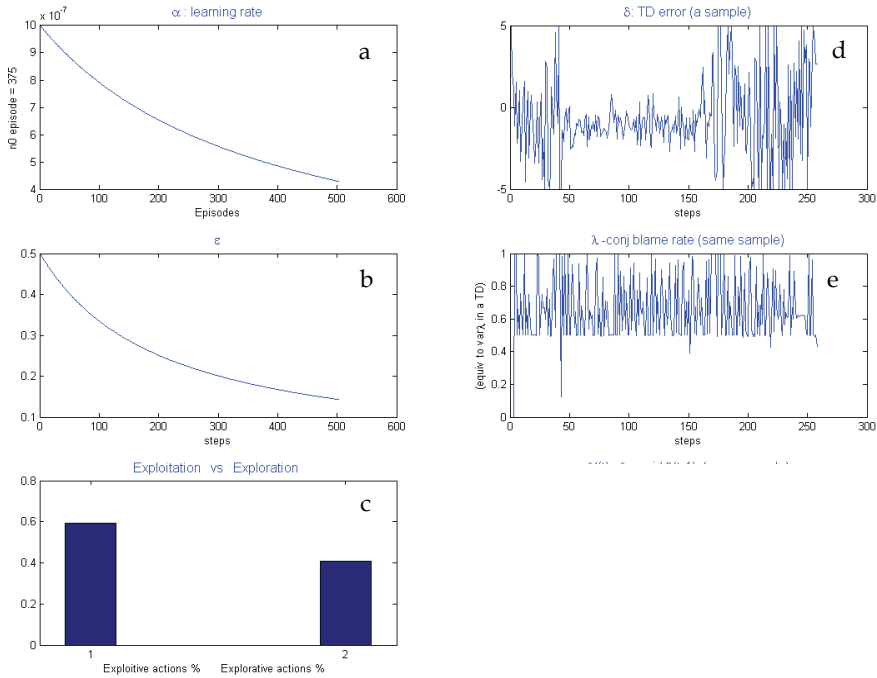 x 10^-7
α : learning rate
a
10
9
8
7
6
5
4
n0 episode = 375
0 100 200 300 400 500 600
Episodes
δ: TD error (a sample)
d
5
0
-5
0 50 100 150 200 250 300
steps
ε
b
0.5
0.4
0.3
0.2
0.1
0 100 200 300 400 500 600
steps
λ -conj blame rate (same sample)
e
1
0.8
0.6
0.4
0.2
0
(equiv to varλ in a TD)
0 50 100 150 200 250 300
steps
Exploitation vs Exploration
c
0.8
0.6
0.4
0.2
0
1 2
Exploitive actions % Explorative actions %